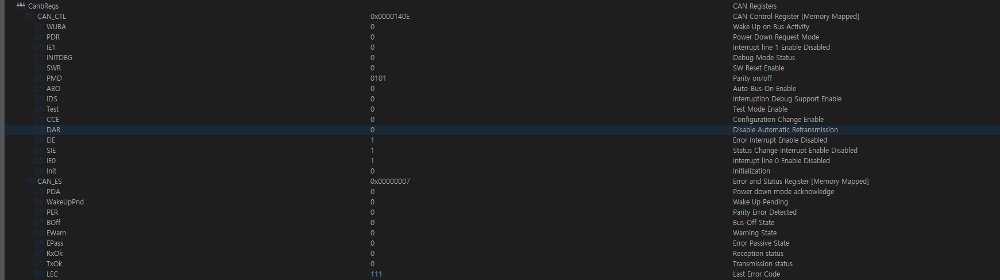 CanbRegs CAN Registers
CAN_CTL 0x0000140E CAN Control Register [Memory Mapped]
WUBA 0 Wake Up on Bus Activity
PDR 0 Power Down Request Mode
IE1 0 Interrupt line 1 Enable Disabled
INITDBG 0 Debug Mode Status
SWR 0 SW Reset Enable
PMD 0101 Parity on/off
ABO 0 Auto-Bus-On Enable
IDS 0 Interruption Debug Support Enable
Test 0 Test Mode Enable
CCE 0 Configuration Change Enable
DAR 0 Disable Automatic Retransmission
EIE 1 Error Interrupt Enable Disabled
SIE 1 Status Change Interrupt Enable Disabled
IE0 1 Interrupt line 0 Enable Disabled
Init 0 Initialization
CAN_ES 0x00000007 Error and Status Register [Memory Mapped]
PDA 0 Power down mode acknowledge
WakeUpPnd 0 Wake Up Pending
PER 0 Parity Error Detected
BOff 0 Bus-Off State
EWarn 0 Warning State
EPass 0 Error Passive State
RxOk 0 Reception status
TxOk 0 Transmission status
LEC 111 Last Error Code